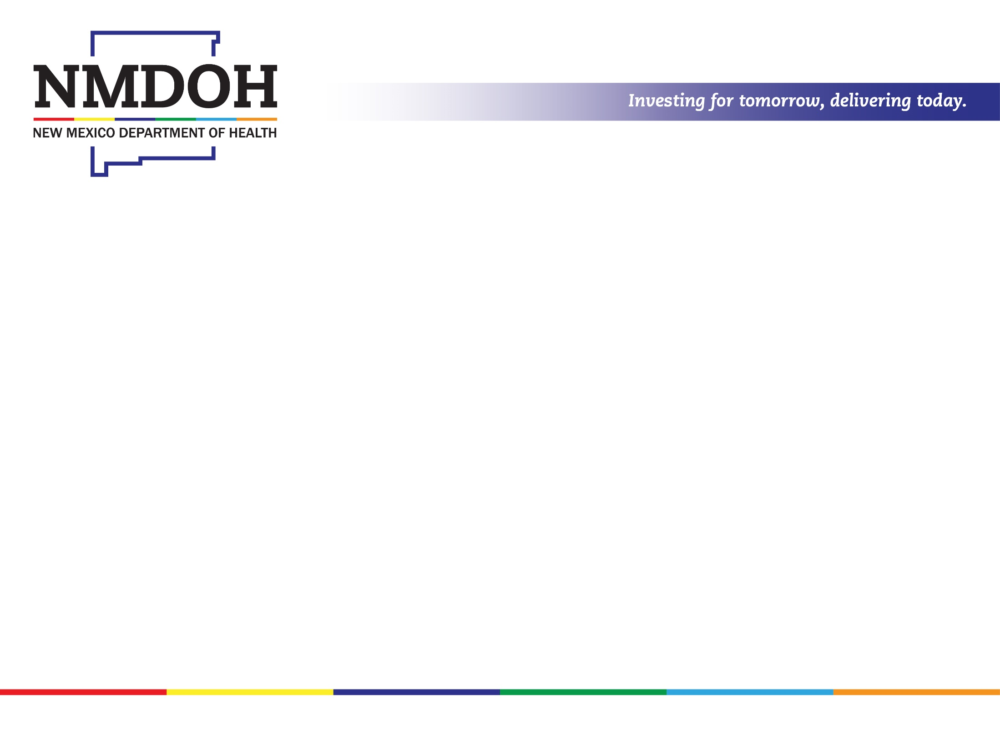 NMDOH
NEW MEXICO DEPARTMENT OF HEALTH
Investing for tomorrow, delivering today.